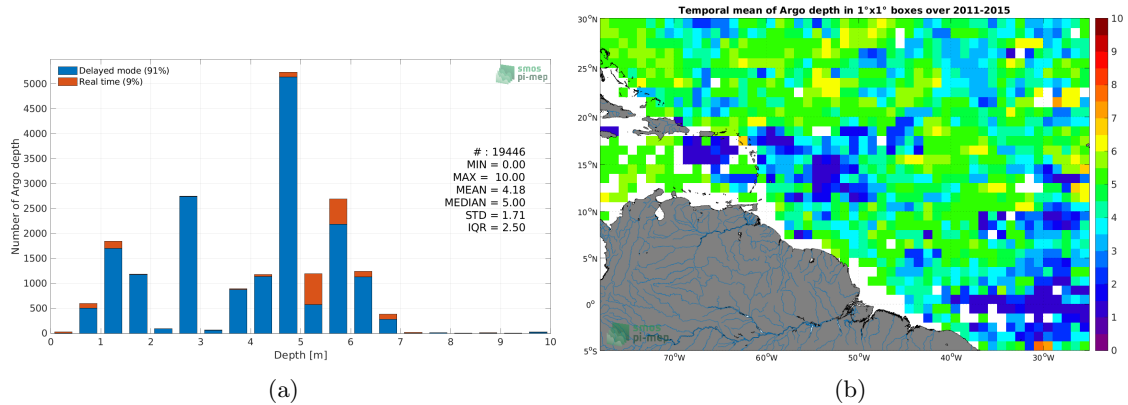 Delayed mode (91%)
Real time (9%)
smos
pi-mep
# : 19446
MIN = 0.00
MAX = 10.00
MEAN = 4.18
MEDIAN = 5.00
STD = 1.71
IQR = 2.50
Number of Argo depth
5500
5000
4500
4000
3500
3000
2500
2000
1500
1000
500
0
0 1 2 3 4 5 6 7 8 9 10
Depth [m]
(a)
Temporal mean of Argo depth in 1°x1° boxes over 2011-2015
30°N
25°N
20°N
15°N
10°N
5°N
0°
5°S
70°W 60°W 50°W 40°W 30°W
smos
pi-mep
10
9
8
7
6
5
4
3
2
1
0
(b)